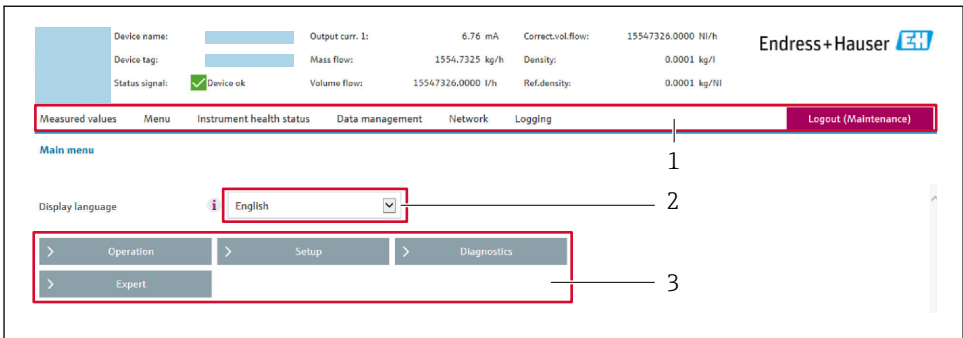 Device name: Output curr. 1: 6.76 mA Correct.vol.flow: 15547326.0000 Nl/h
Endress+Hauser EH
Device tag: Mass flow: 1554.7325 kg/h Density: 0.0001 kg/l
Status signal: Device ok Volume flow: 15547326.0000 l/h Ref.density: 0.0001 kg/Nl
Measured values Menu Instrument health status Data management Network Logging Logout (Maintenance)
1
Main menu
Display language i English 2
> Operation > Setup > Diagnostics
> Expert 3